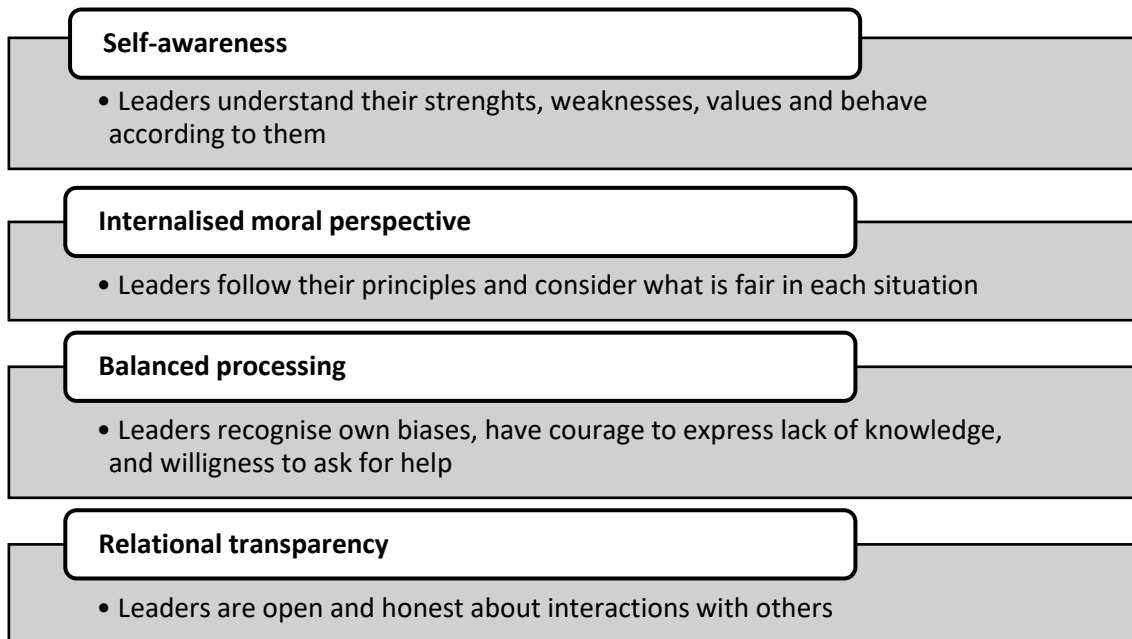 Self-awareness
• Leaders understand their strenghts, weaknesses, values and behave
according to them
Internalised moral perspective
• Leaders follow their principles and consider what is fair in each situation
Balanced processing
• Leaders recognise own biases, have courage to express lack of knowledge,
and willigness to ask for help
Relational transparency
• Leaders are open and honest about interactions with others